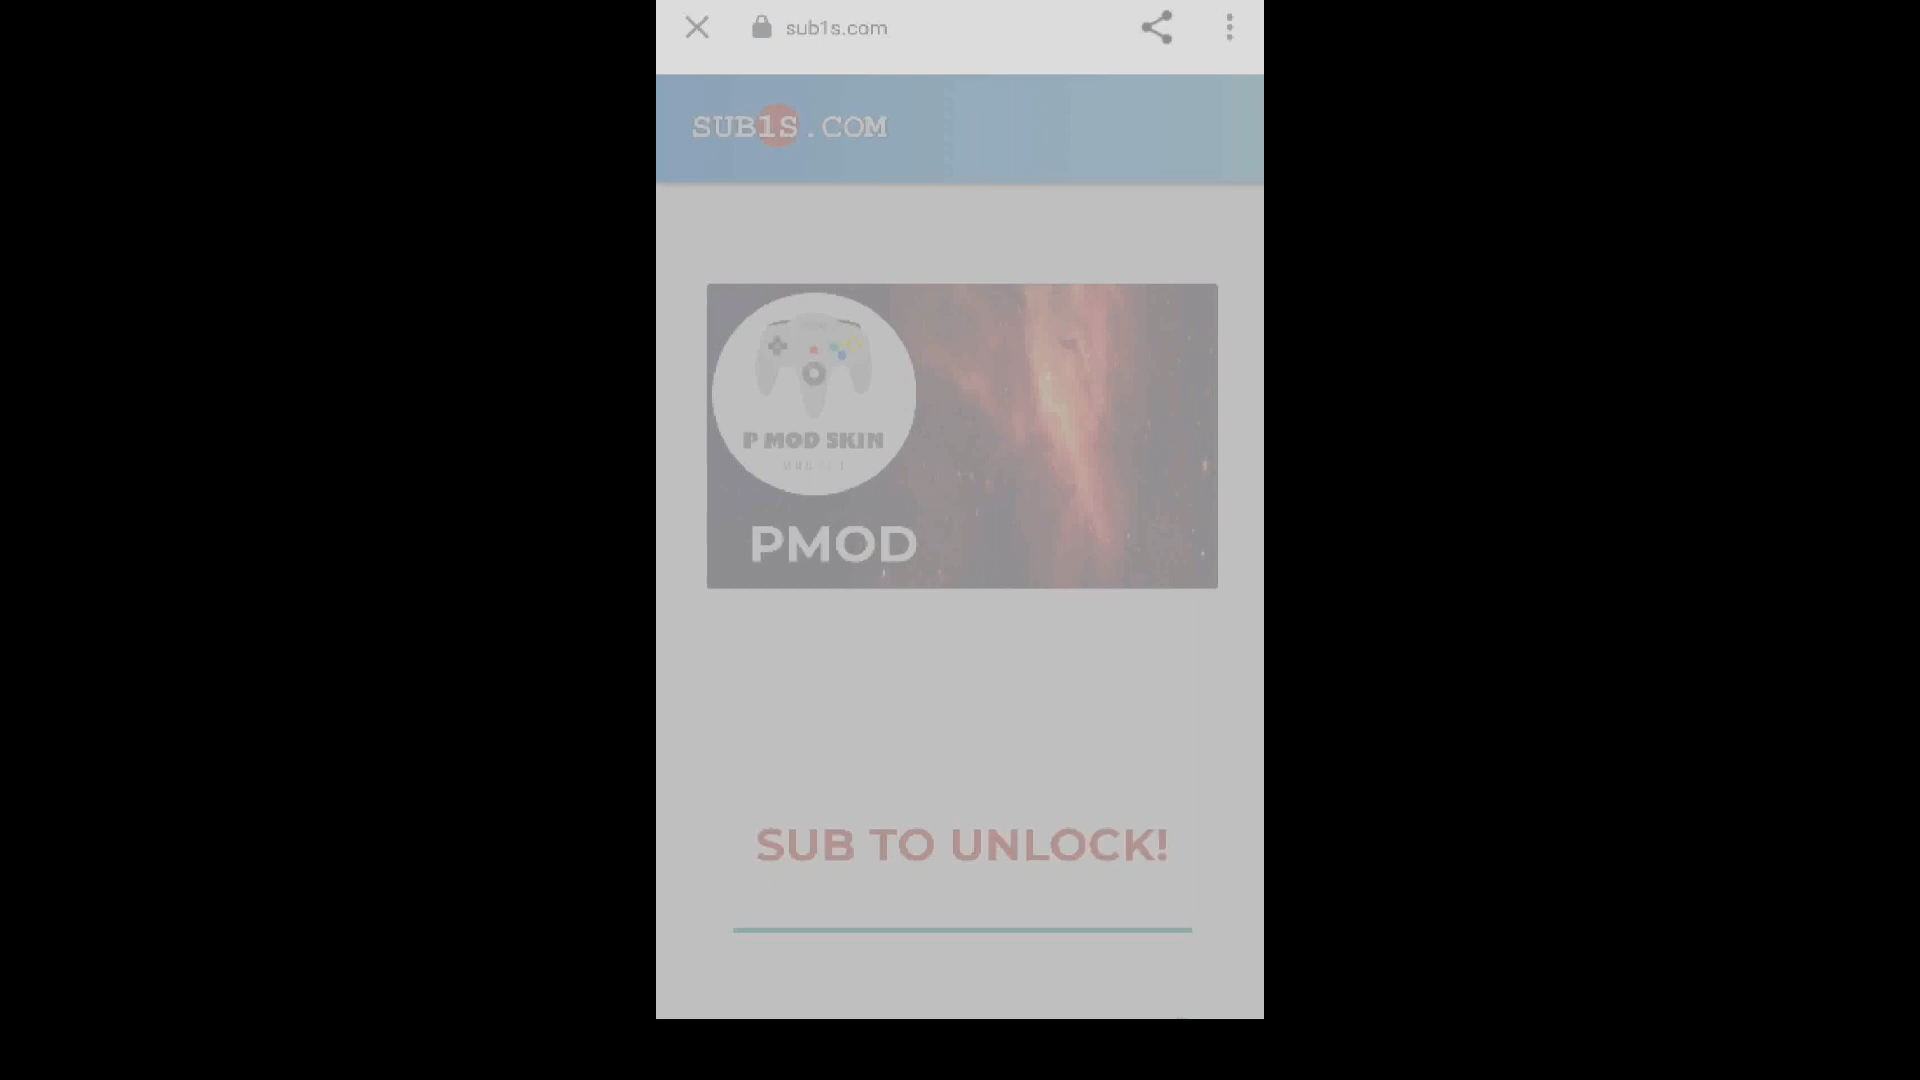 sub1s.com
SUB1S.COM
P MOD SKIN
PMOD
SUB TO UNLOCK!